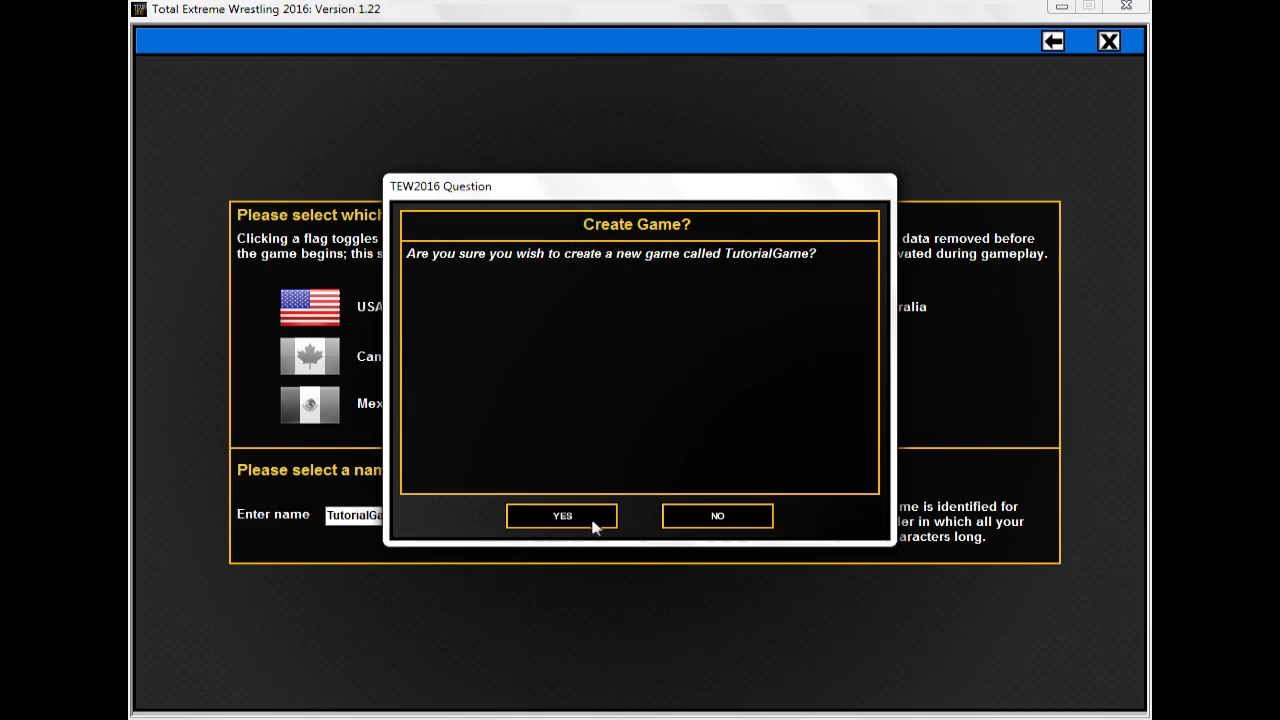 Total Extreme Wrestling 2016: Version 1.22
TEW2016 Question
Create Game?
Are you sure you wish to create a new game called TutorialGame?
YES
NO
Please select which
Clicking a flag toggles
data removed before
the game begins; this s
vated during gameplay.
USA
ralia
Can
Mex
Please select a nam
Enter name
TutorialGa
me is identified for
der in which all your
aracters long.